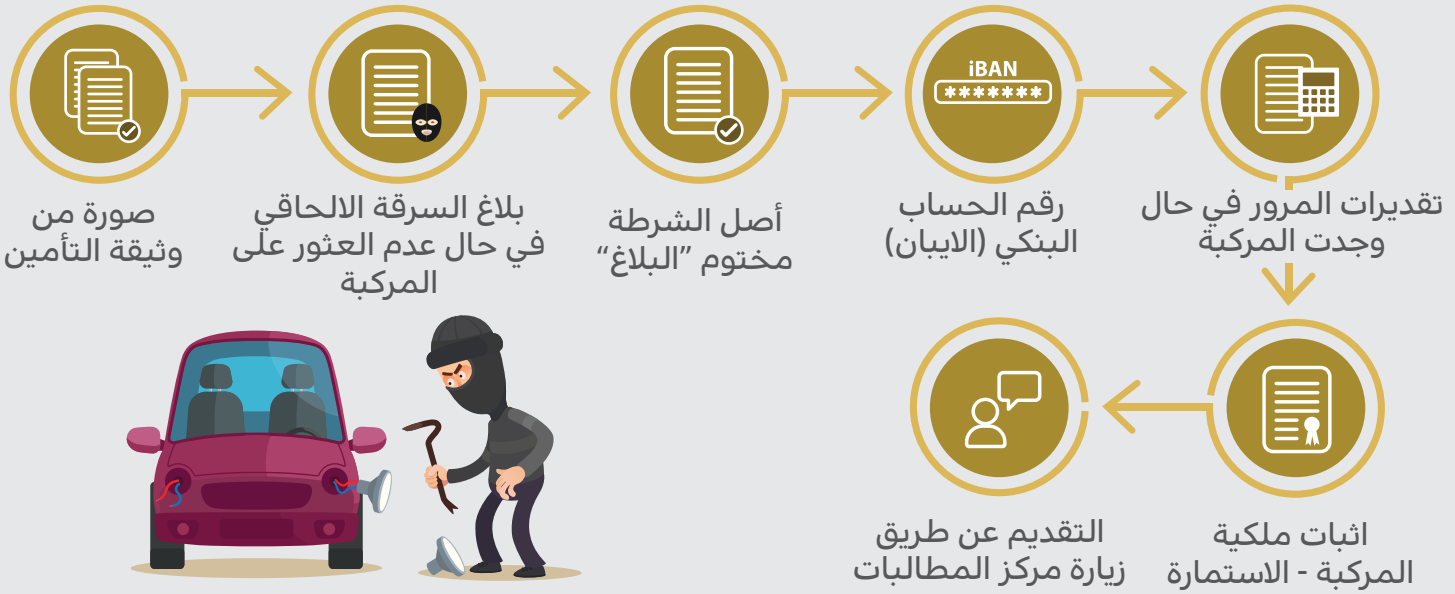 iBAN
*******
صورة من
وثيقة التأمين
بلاغ السرقة الالحاقي
في حال عدم العثور على
المركبة
أصل الشرطة
مختوم “البلاغ”
رقم الحساب
البنكي (الايبان)
تقديرات المرور في حال
وجدت المركبة
اثبات ملكية
المركبة - الاستمارة
التقديم عن طريق
زيارة مركز المطالبات